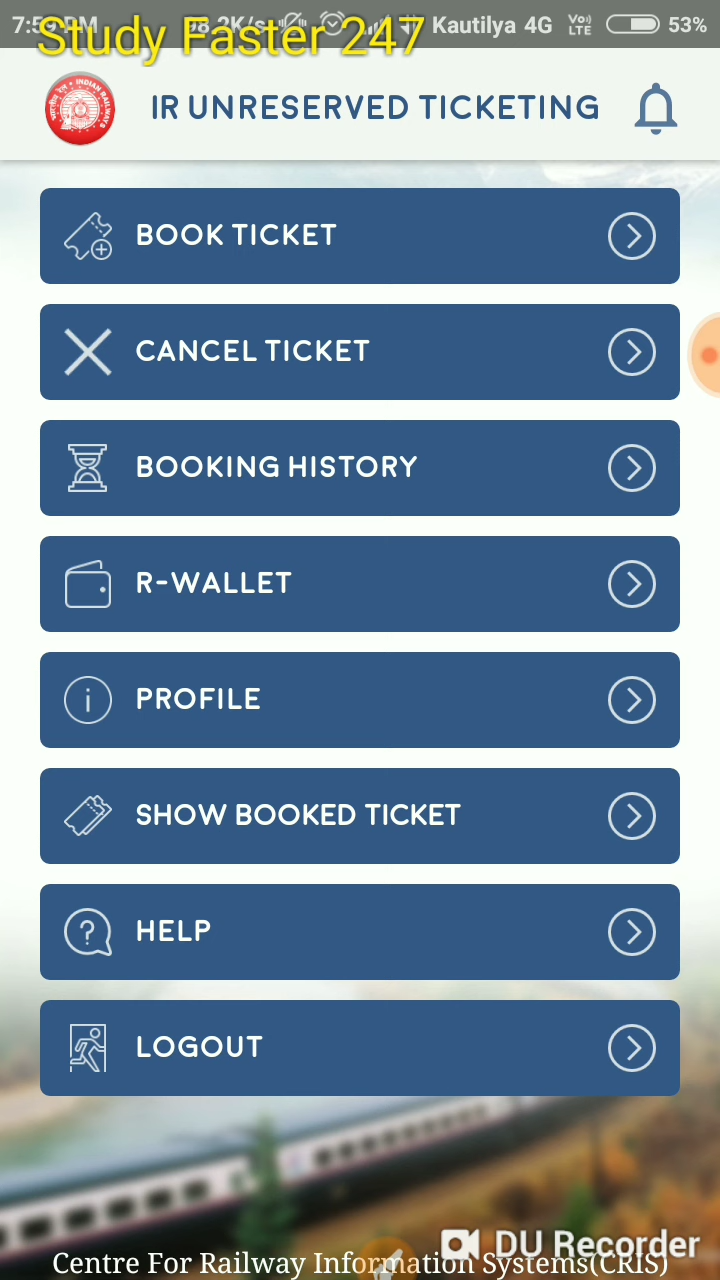 Study Faster 247
Kautilya 4G VoLTE 53%
IR UNRESERVED TICKETING
BOOK TICKET
CANCEL TICKET
BOOKING HISTORY
R-WALLET
PROFILE
SHOW BOOKED TICKET
HELP
LOGOUT
DU Recorder
Centre For Railway Information Systems(CRIS)